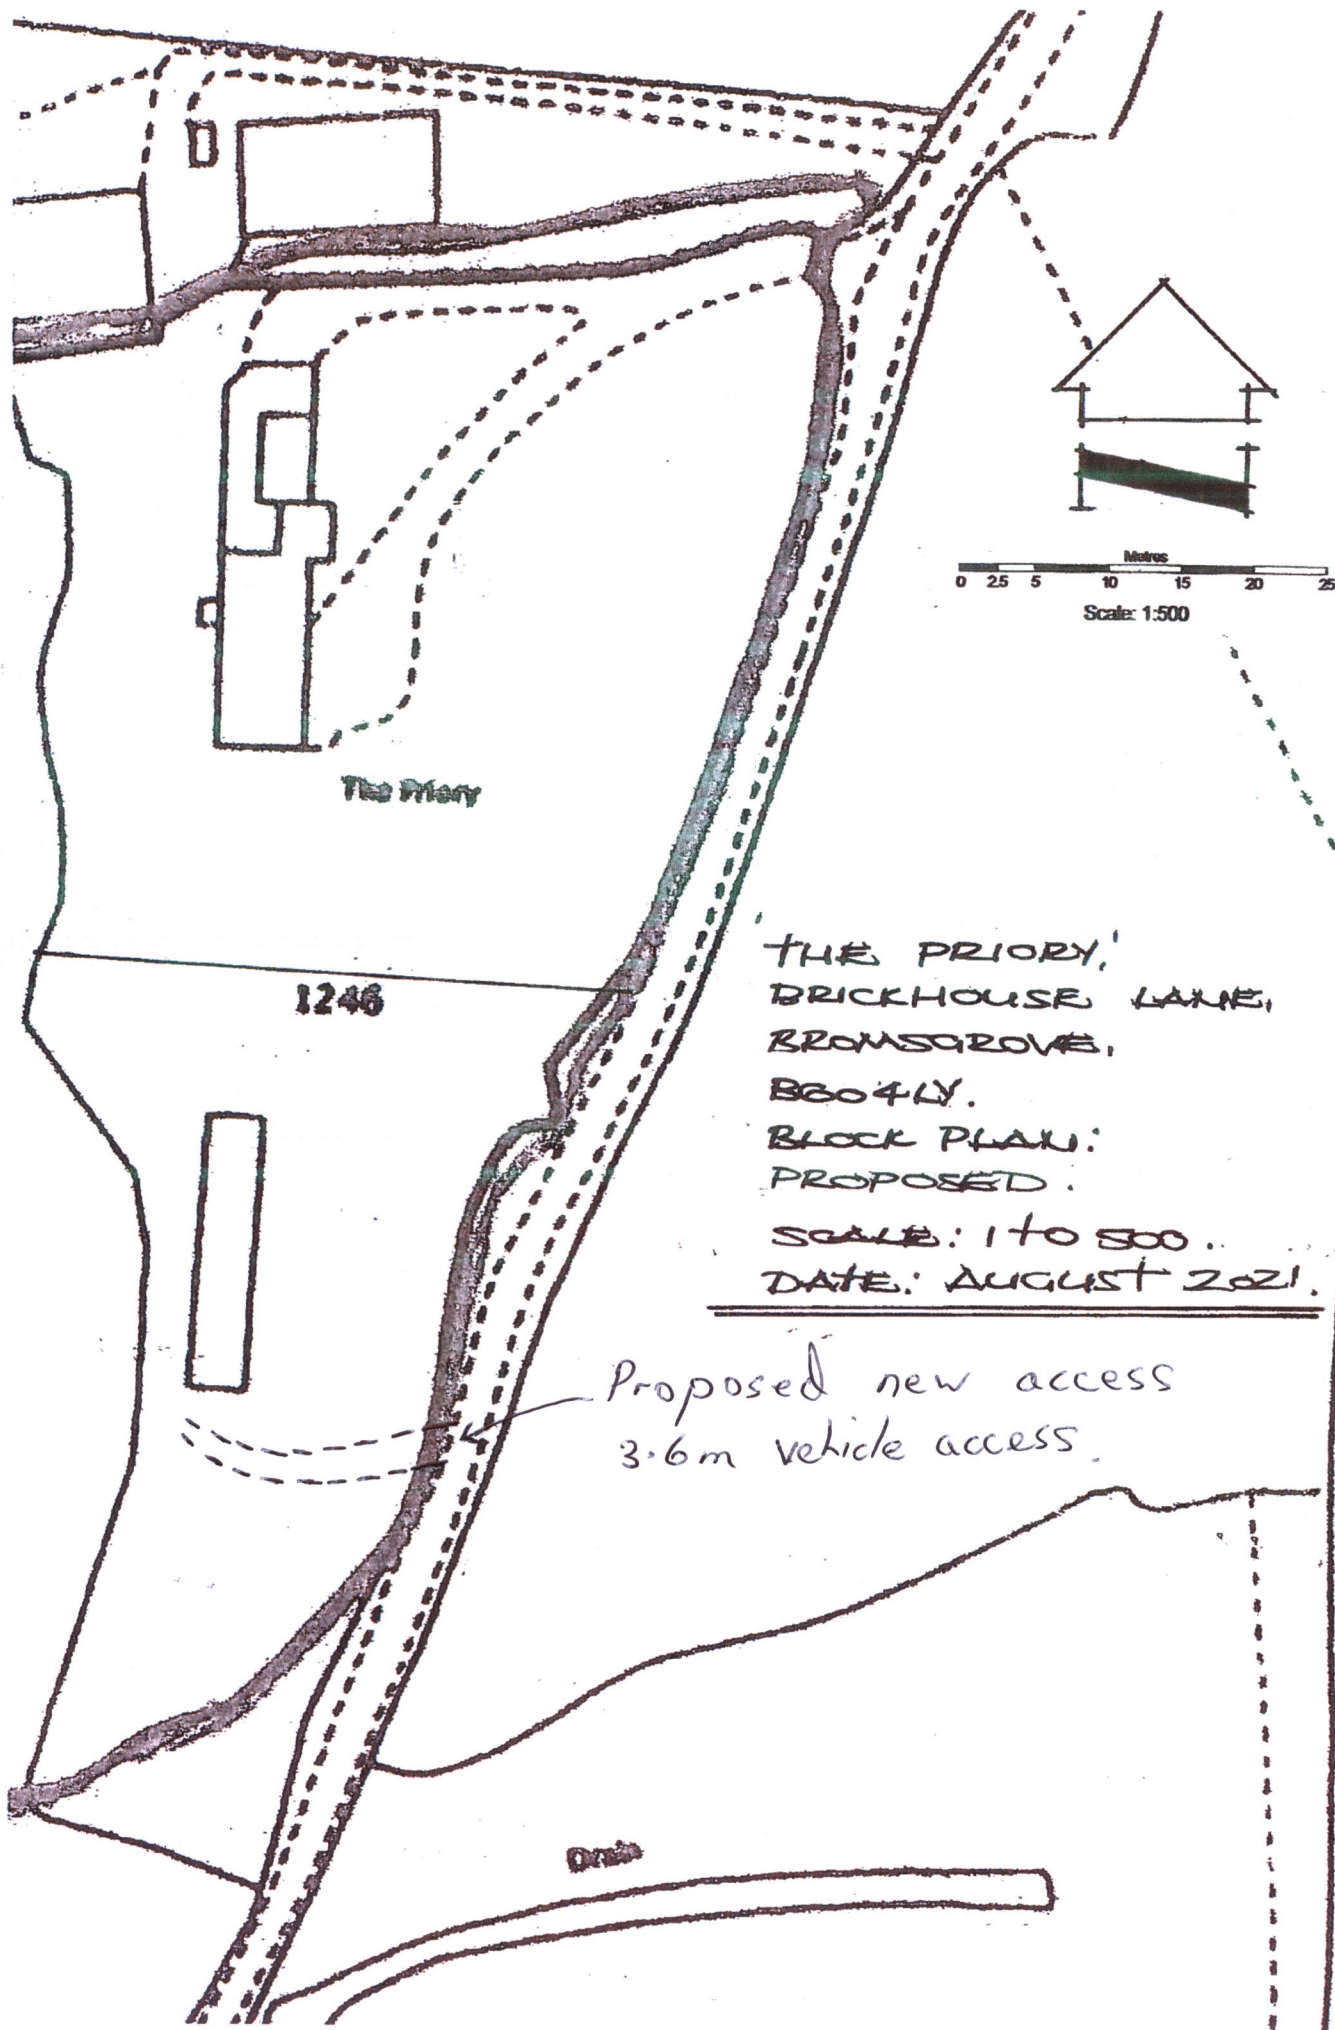 Metres
0 2.5 5 10 15 20 25
Scale: 1:500
The Priory
1246
'THE PRIORY,'
BRICKHOUSE LANE,
BROMSGROVE,
B60 4LY.
BLOCK PLAN:
PROPOSED.
SCALE: 1 TO 500.
DATE: AUGUST 2021.
Proposed new access
3.6m vehicle access.
Drain